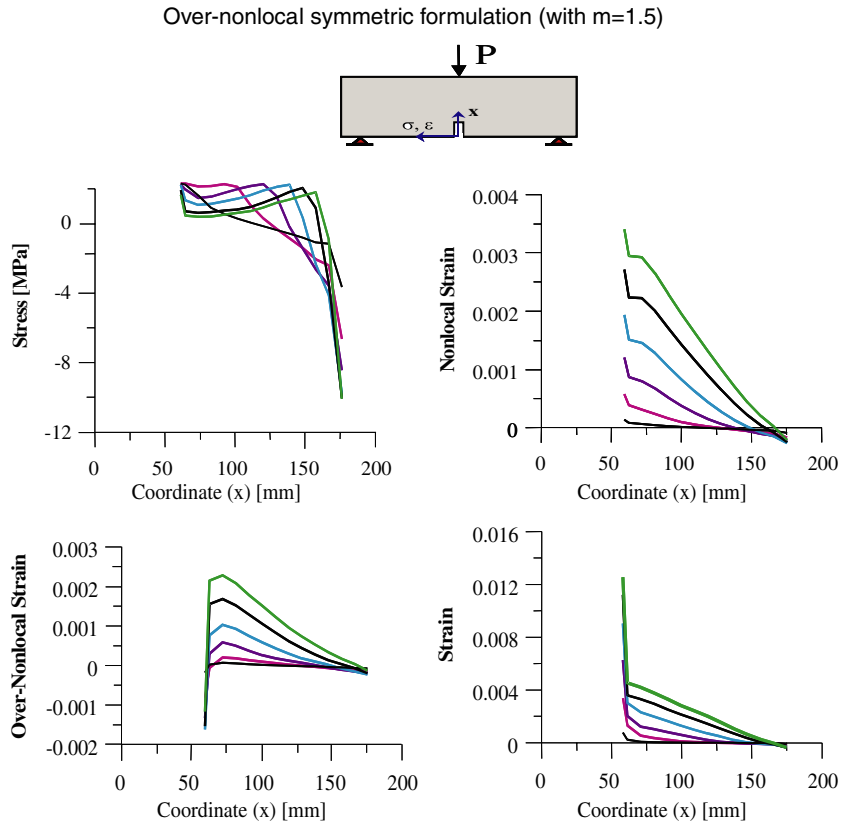 Over-nonlocal symmetric formulation (with m=1.5)
P
x
σ, ε
0
-4
-8
-12
Stress [MPa]
0 50 100 150 200
Coordinate (x) [mm]
0.004
0.003
0.002
0.001
0
Nonlocal Strain
0 50 100 150 200
Coordinate (x) [mm]
0.003
0.002
0.001
0
-0.001
-0.002
Over-Nonlocal Strain
0 50 100 150 200
Coordinate (x) [mm]
0.016
0.012
0.008
0.004
0
Strain
0 50 100 150 200
Coordinate (x) [mm]